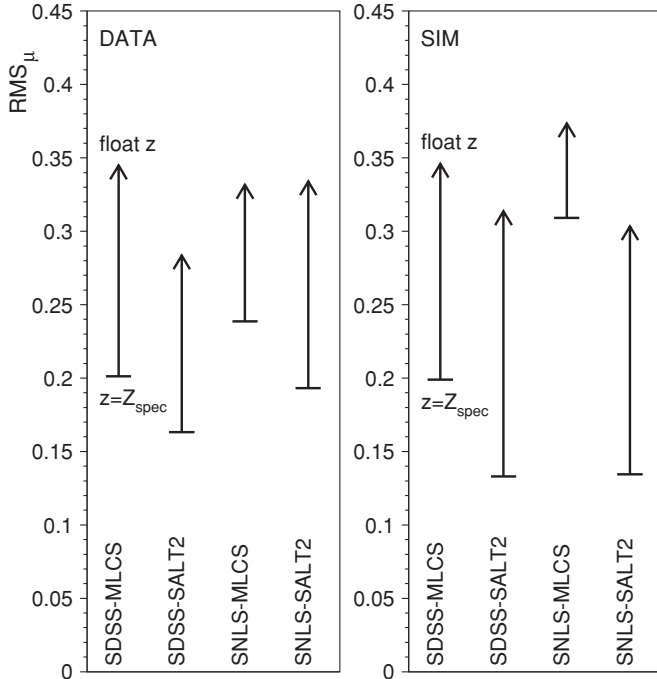 RMSμ
0.45
0.4
0.35
0.3
0.25
0.2
0.15
0.1
0.05
0
DATA
float z
z=Zspec
SDSS-MLCS
SDSS-SALT2
SNLS-MLCS
SNLS-SALT2
0.45
0.4
0.35
0.3
0.25
0.2
0.15
0.1
0.05
0
SIM
float z
z=Zspec
SDSS-MLCS
SDSS-SALT2
SNLS-MLCS
SNLS-SALT2